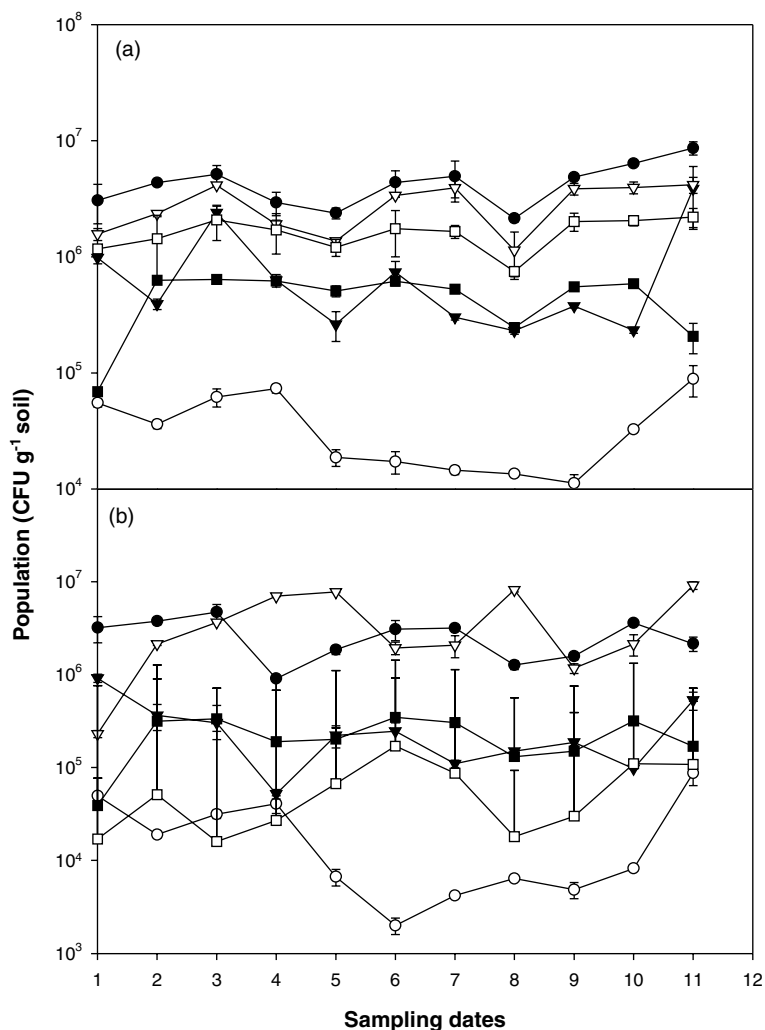 10⁸
(a)
10⁷
10⁶
10⁵
10⁴
Population (CFU g⁻¹ soil)
(b)
10⁷
10⁶
10⁵
10⁴
10³
1 2 3 4 5 6 7 8 9 10 11 12
Sampling dates